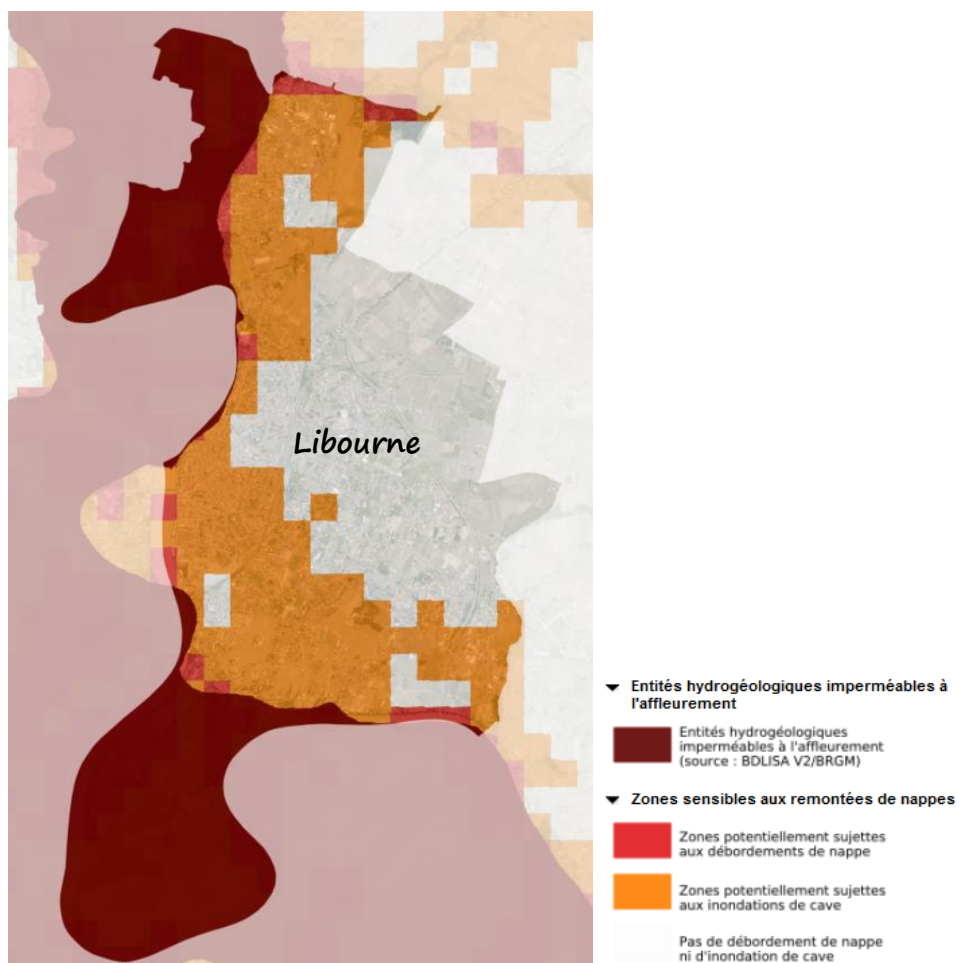 Libourne
Entités hydrogéologiques imperméables à
l'affleurement
Entités hydrogéologiques
imperméables à l'affleurement
(source : BDLISA V2/BRGM)
Zones sensibles aux remontées de nappes
Zones potentiellement sujettes
aux débordements de nappe
Zones potentiellement sujettes
aux inondations de cave
Pas de débordement de nappe
ni d'inondation de cave